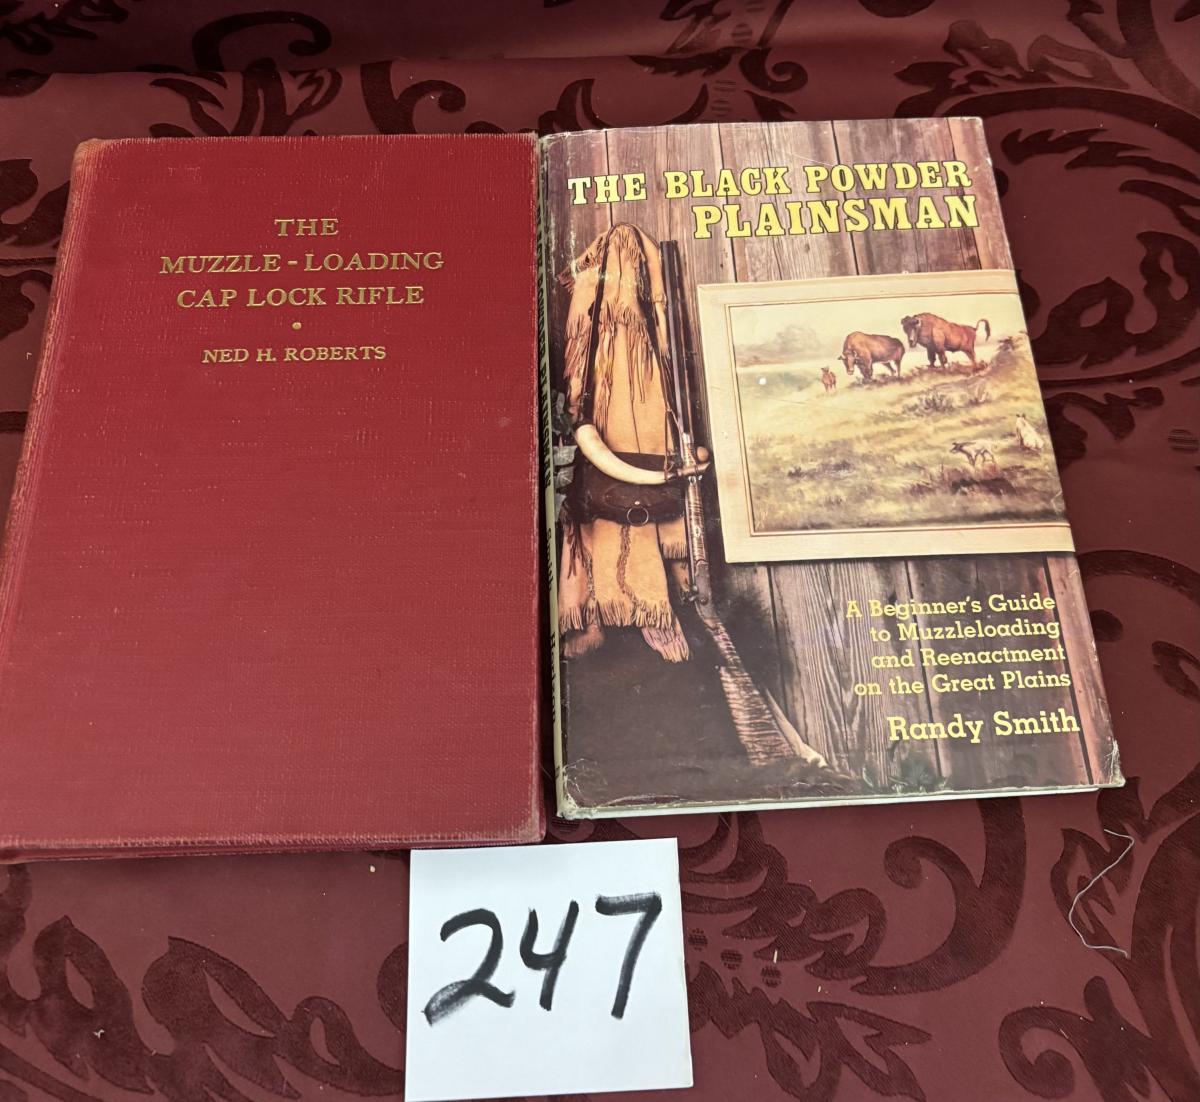 THE
MUZZLE-LOADING
CAP LOCK RIFLE
NED H. ROBERTS
THE BLACK POWDER
PLAINSMAN
A Beginner's Guide
to Muzzleloading
and Reenactment
on the Great Plains
Randy Smith
247